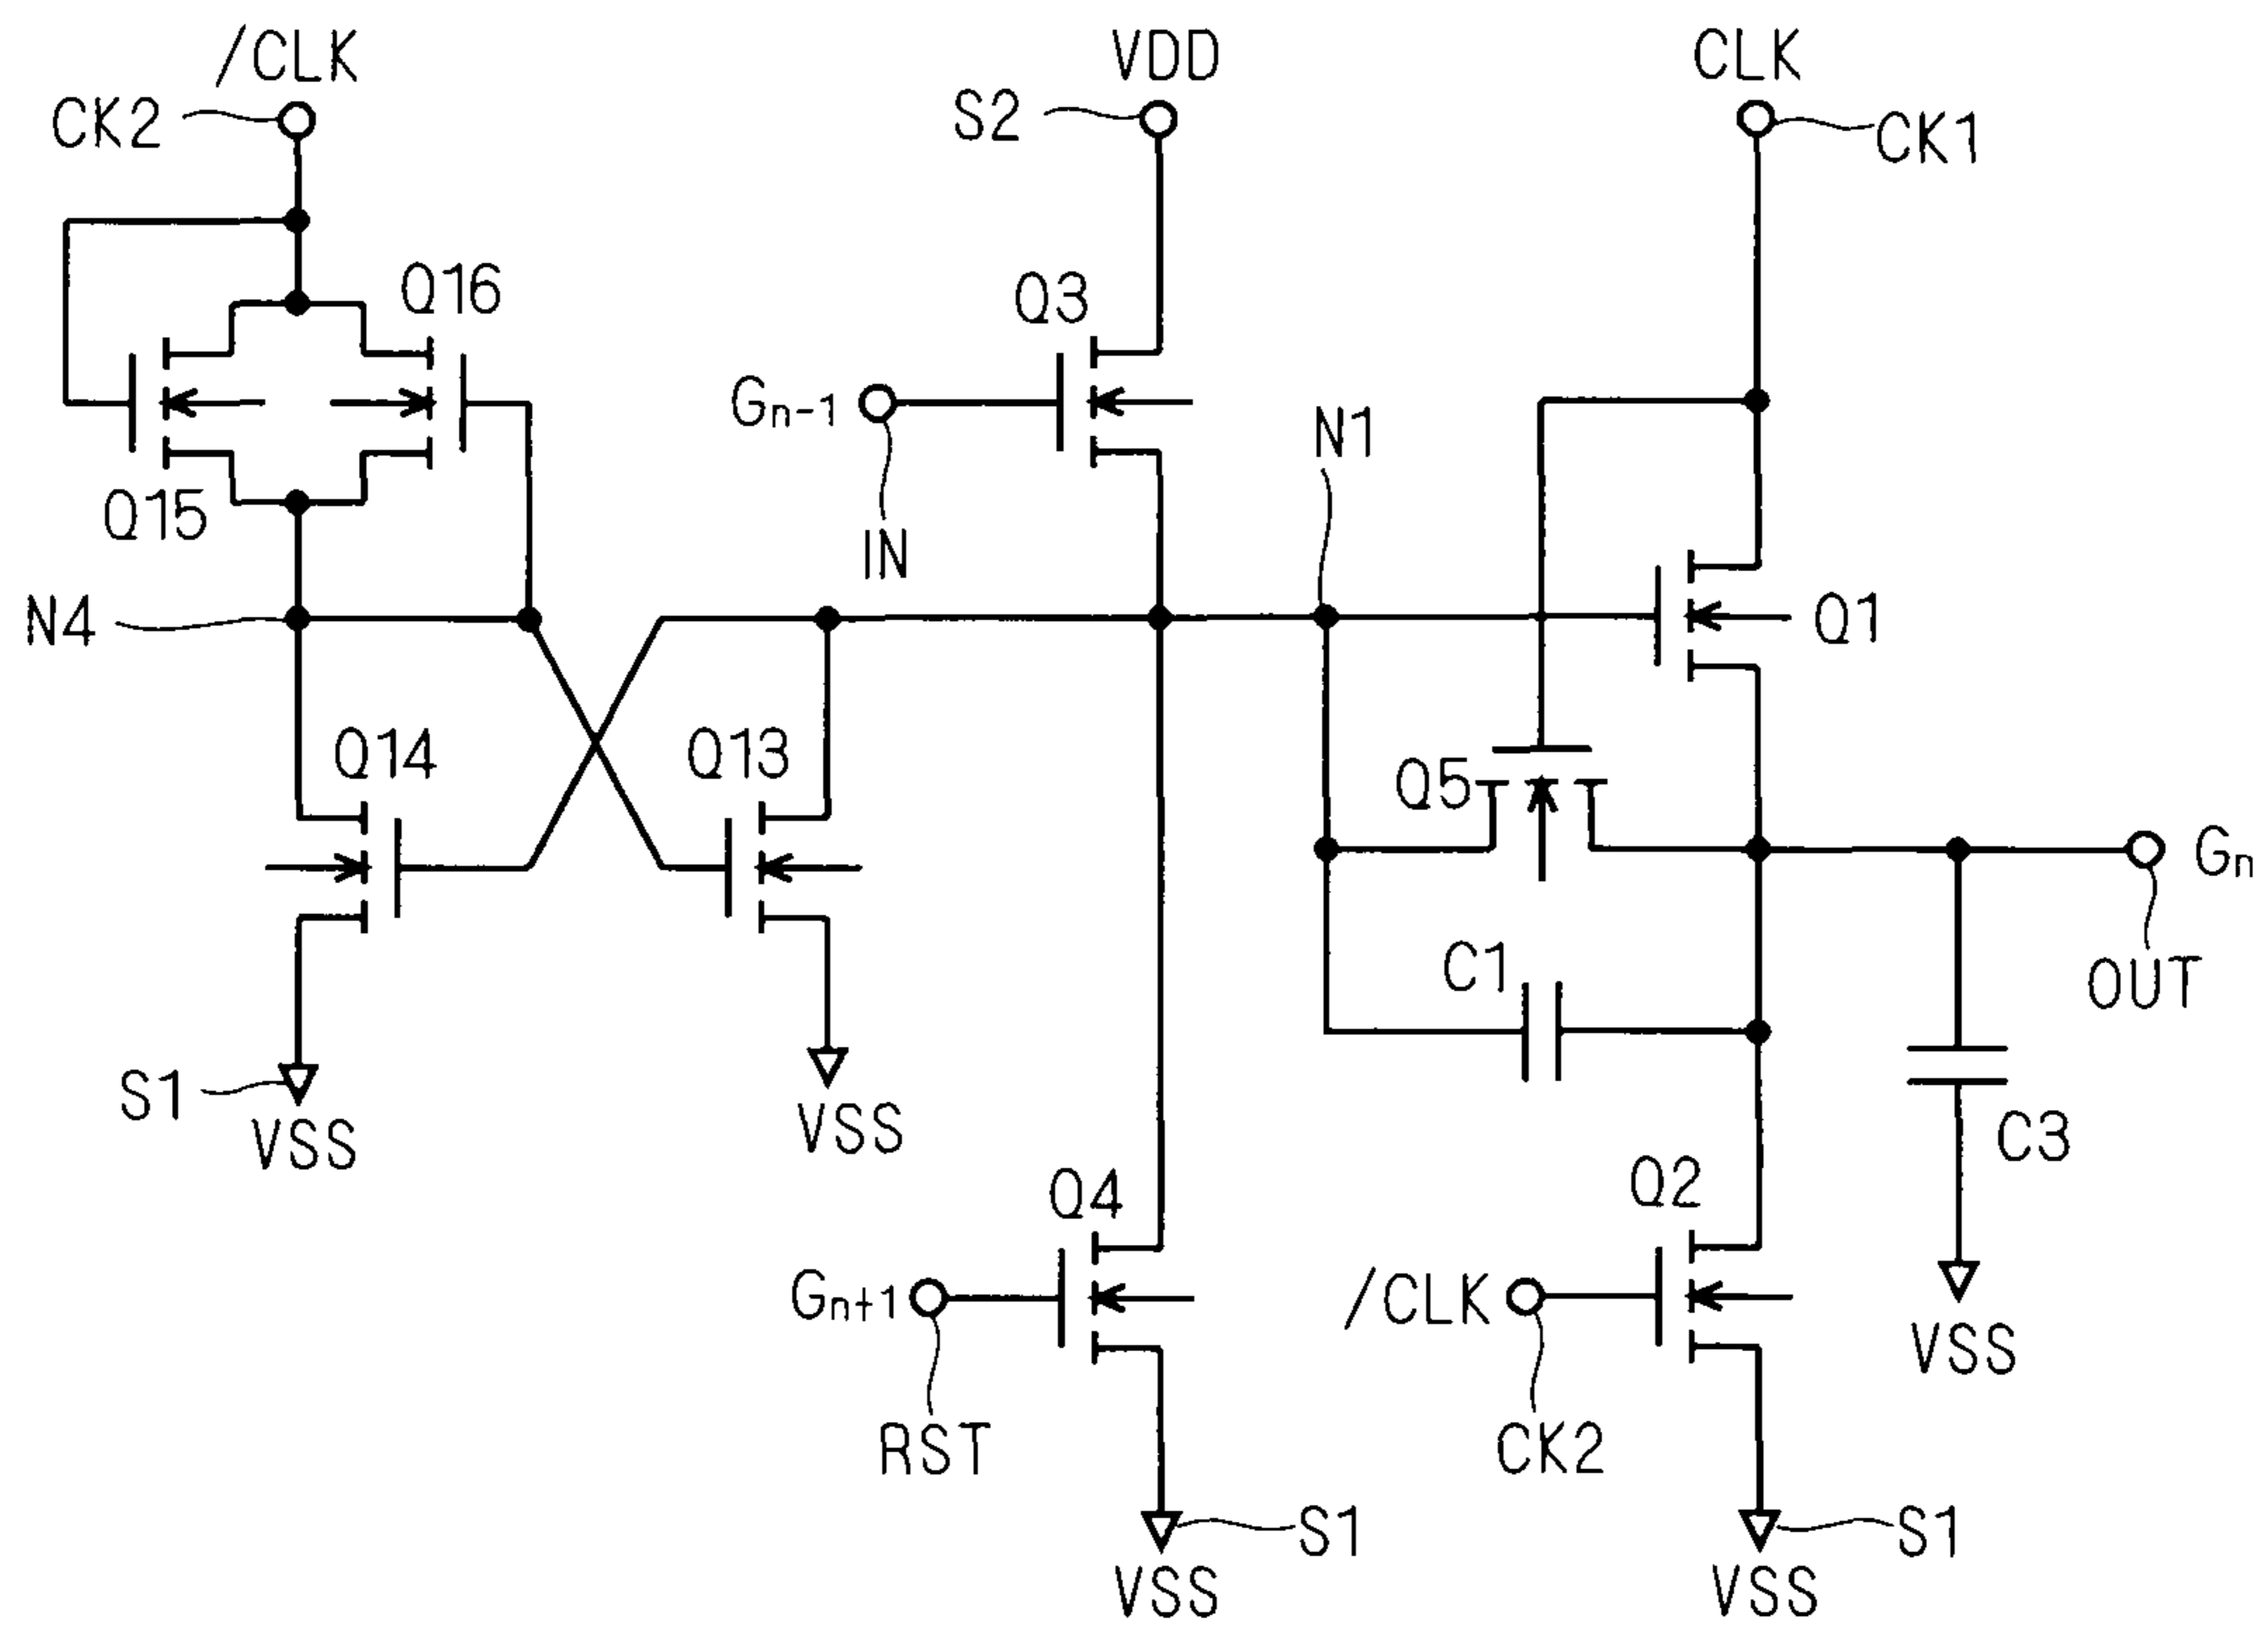 /CLK
VDD
CLK
CK2
S2
CK1
Q16
Q3
Gn-1
N1
Q15
IN
N4
Q1
Q14
Q13
Q5
Gn
C1
OUT
S1
VSS
VSS
C3
Q4
Q2
Gn+1
/CLK
VSS
RST
CK2
S1
S1
VSS
VSS